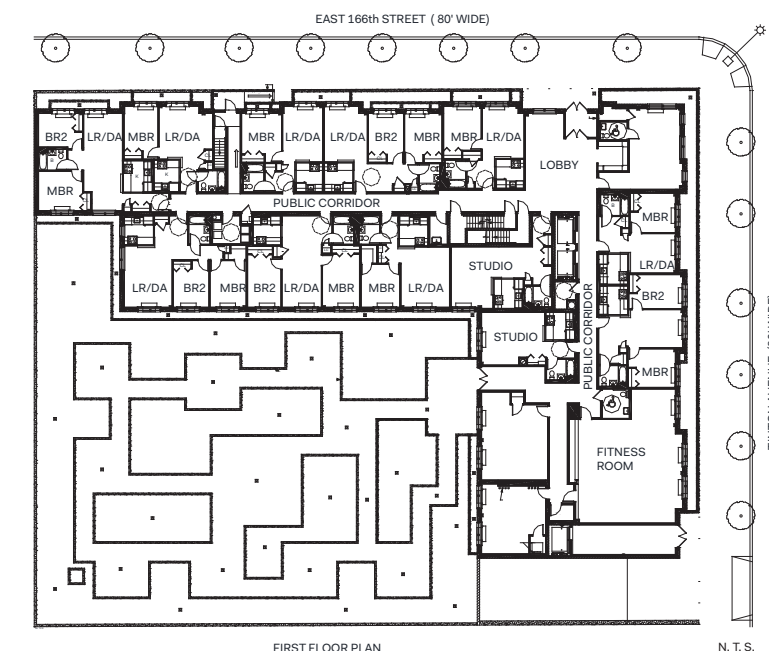 EAST 166th STREET ( 80' WIDE)
BR2 LR/DA MBR LR/DA MBR LR/DA LR/DA BR2 MBR MBR LR/DA
LOBBY
MBR
PUBLIC CORRIDOR
MBR
STUDIO
LR/DA
LR/DA BR2 MBR BR2 LR/DA MBR MBR LR/DA
BR2
PUBLIC CORRIDOR
STUDIO
MBR
FITNESS
ROOM
FIRST FLOOR PLAN
N. T. S.